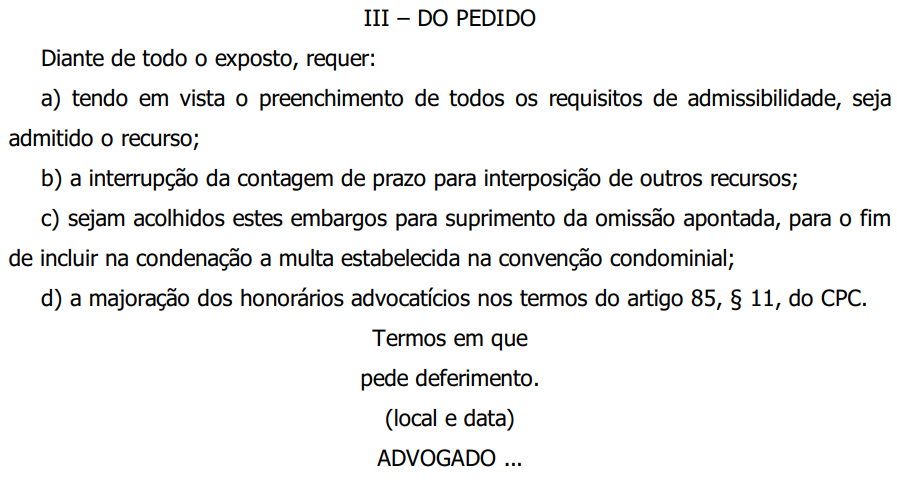 III – DO PEDIDO
Diante de todo o exposto, requer:
a) tendo em vista o preenchimento de todos os requisitos de admissibilidade, seja
admitido o recurso;
b) a interrupção da contagem de prazo para interposição de outros recursos;
c) sejam acolhidos estes embargos para suprimento da omissão apontada, para o fim
de incluir na condenação a multa estabelecida na convenção condominial;
d) a majoração dos honorários advocatícios nos termos do artigo 85, § 11, do CPC.
Termos em que
pede deferimento.
(local e data)
ADVOGADO ...